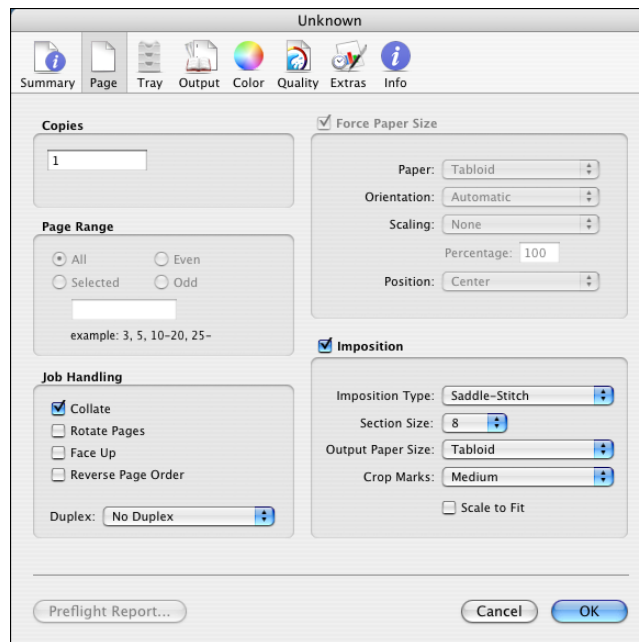 Unknown
Summary Page Tray Output Color Quality Extras Info
Copies
1
Page Range
All Even
Selected Odd
example: 3, 5, 10-20, 25-
Job Handling
Collate
Rotate Pages
Face Up
Reverse Page Order
Duplex: No Duplex
Force Paper Size
Paper: Tabloid
Orientation: Automatic
Scaling: None
Percentage: 100
Position: Center
Imposition
Imposition Type: Saddle-Stitch
Section Size: 8
Output Paper Size: Tabloid
Crop Marks: Medium
Scale to Fit
Preflight Report... Cancel OK